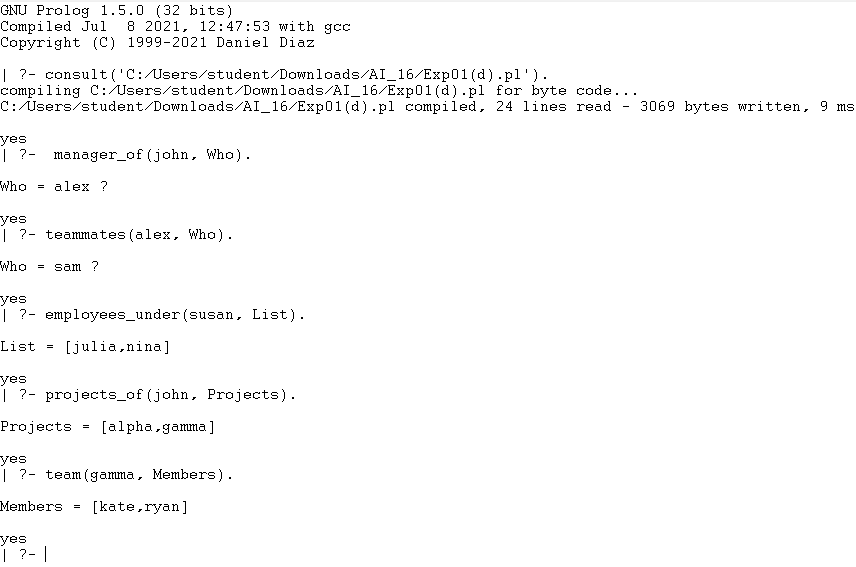 GNU Prolog 1.5.0 (32 bits)
Compiled Jul  8 2021, 12:47:53 with gcc
Copyright (C) 1999-2021 Daniel Diaz
| ?- consult('C:/Users/student/Downloads/AI_16/Exp01(d).pl').
compiling C:/Users/student/Downloads/AI_16/Exp01(d).pl for byte code...
C:/Users/student/Downloads/AI_16/Exp01(d).pl compiled, 24 lines read - 3069 bytes written, 9 ms
yes
| ?-  manager_of(john, Who).
Who = alex ?
yes
| ?- teammates(alex, Who).
Who = sam ?
yes
| ?- employees_under(susan, List).
List = [julia,nina]
yes
| ?- projects_of(john, Projects).
Projects = [alpha,gamma]
yes
| ?- team(gamma, Members).
Members = [kate,ryan]
yes
| ?-